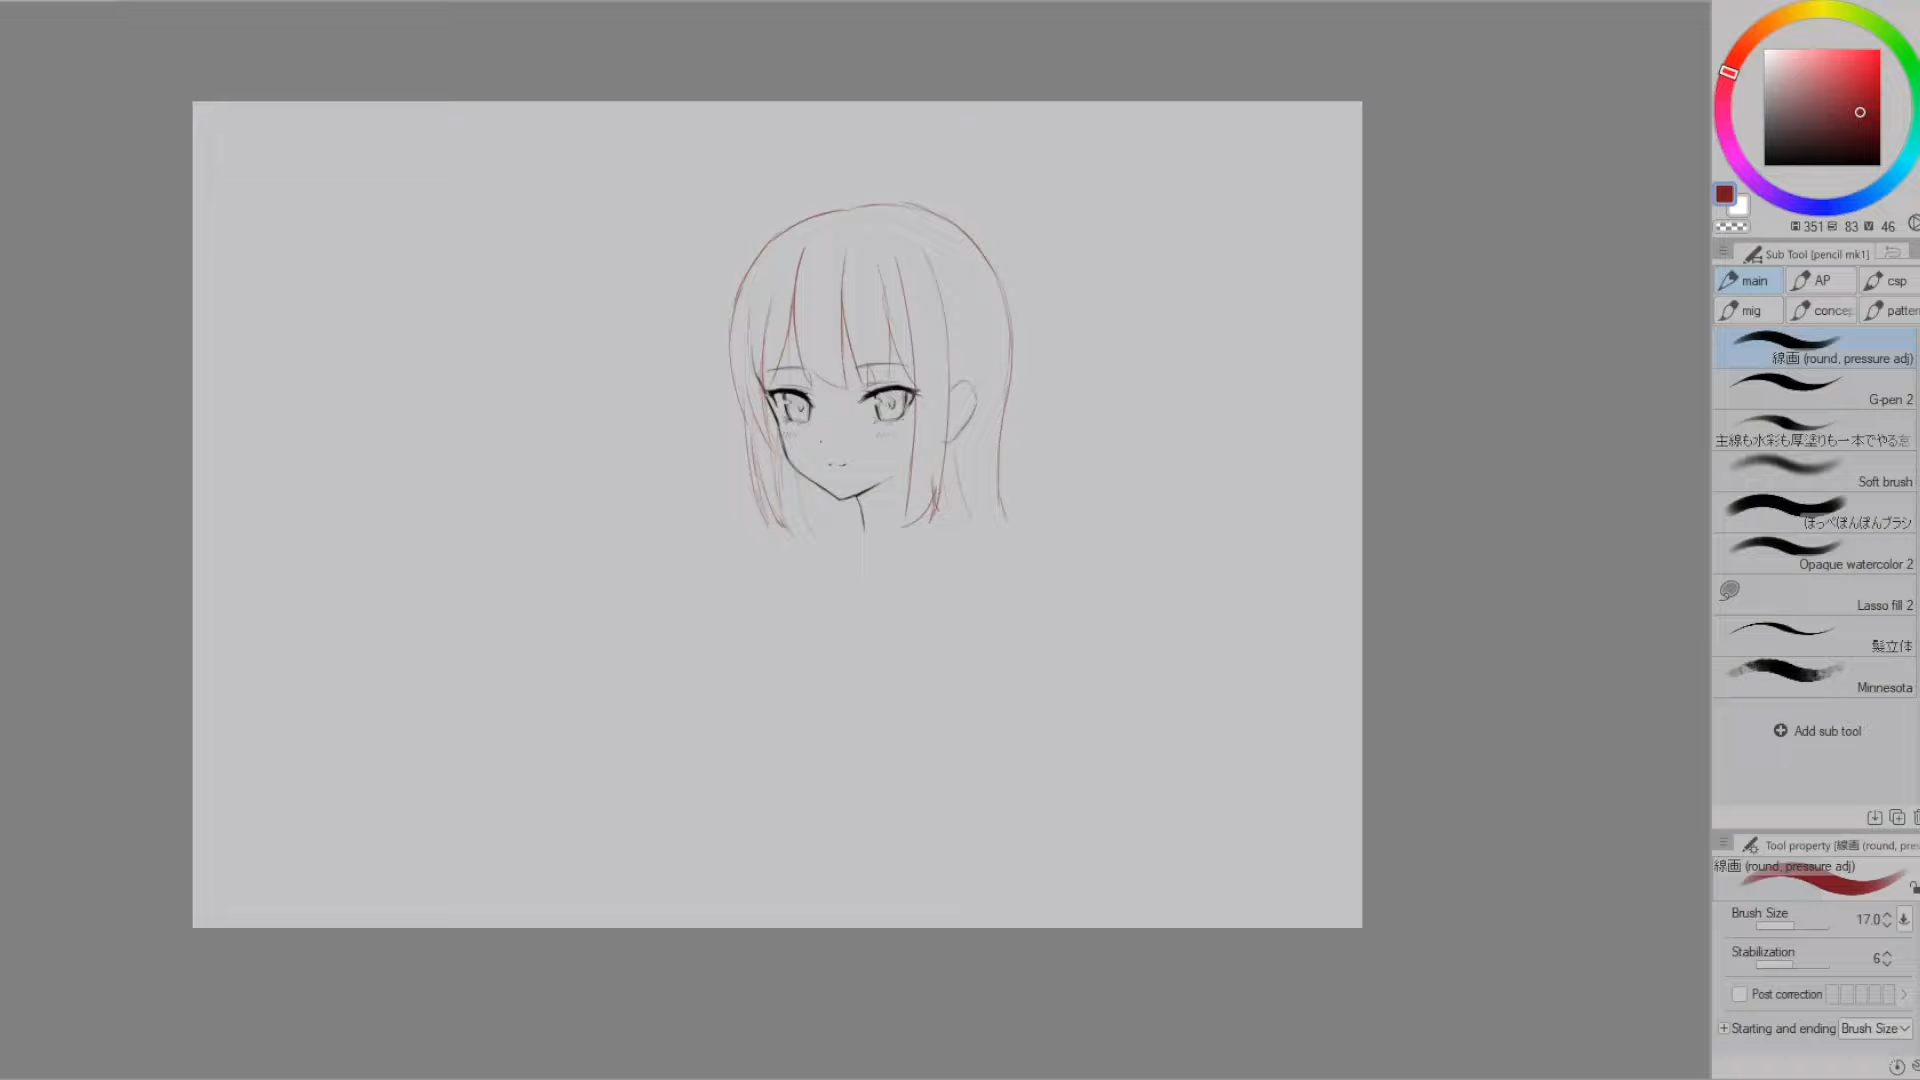 351 83 46
Sub Tool [pencil mk1]
main AP csp
mig concep patter
線画 (round, pressure adj)
G-pen 2
主線も水彩も厚塗りも一本でやる忘
Soft brush
ほっぺぽんぽんブラシ
Opaque watercolor 2
Lasso fill 2
髪立体
Minnesota
Add sub tool
Tool property [線画 (round, pres
線画 (round, pressure adj)
Brush Size 17.0
Stabilization 6
Post correction
Starting and ending Brush Size